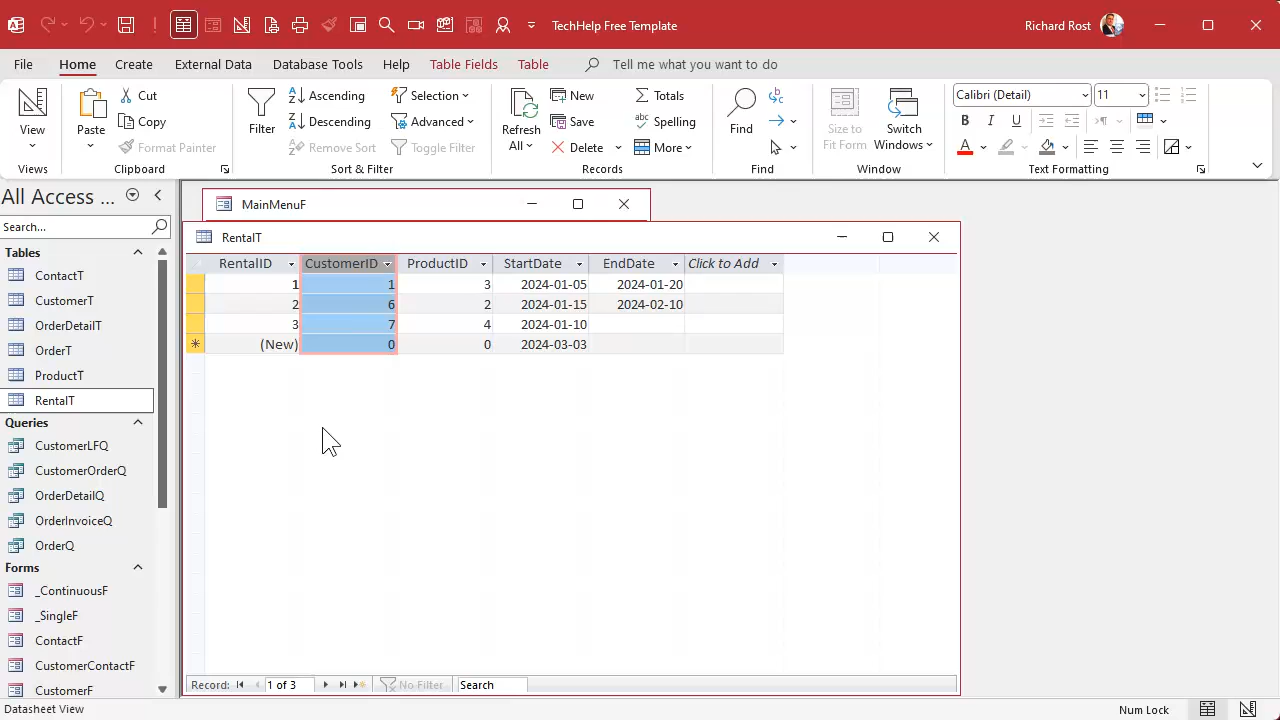 TechHelp Free Template
Richard Rost
File Home Create External Data Database Tools Help Table Fields Table Tell me what you want to do
View
Views
Paste
Cut
Copy
Format Painter
Clipboard
Filter
Ascending
Descending
Remove Sort
Selection
Advanced
Toggle Filter
Sort & Filter
Refresh
All
New
Save
Delete
Totals
Spelling
More
Records
Find
Find
Size to
Fit Form
Switch
Windows
Window
Calibri (Detail) 11
B I U
A
Text Formatting
All Access ...
Search...
Tables
ContactT
CustomerT
OrderDetailT
OrderT
ProductT
RentalT
Queries
CustomerLFQ
CustomerOrderQ
OrderDetailQ
OrderInvoiceQ
OrderQ
Forms
_ContinuousF
_SingleF
ContactF
CustomerContactF
CustomerF
MainMenuF
RentalT
RentalID CustomerID ProductID StartDate EndDate Click to Add
1 1 3 2024-01-05 2024-01-20
2 6 2 2024-01-15 2024-02-10
3 7 4 2024-01-10
(New) 0 0 2024-03-03
Record: 1 of 3 No Filter Search
Datasheet View
Num Lock